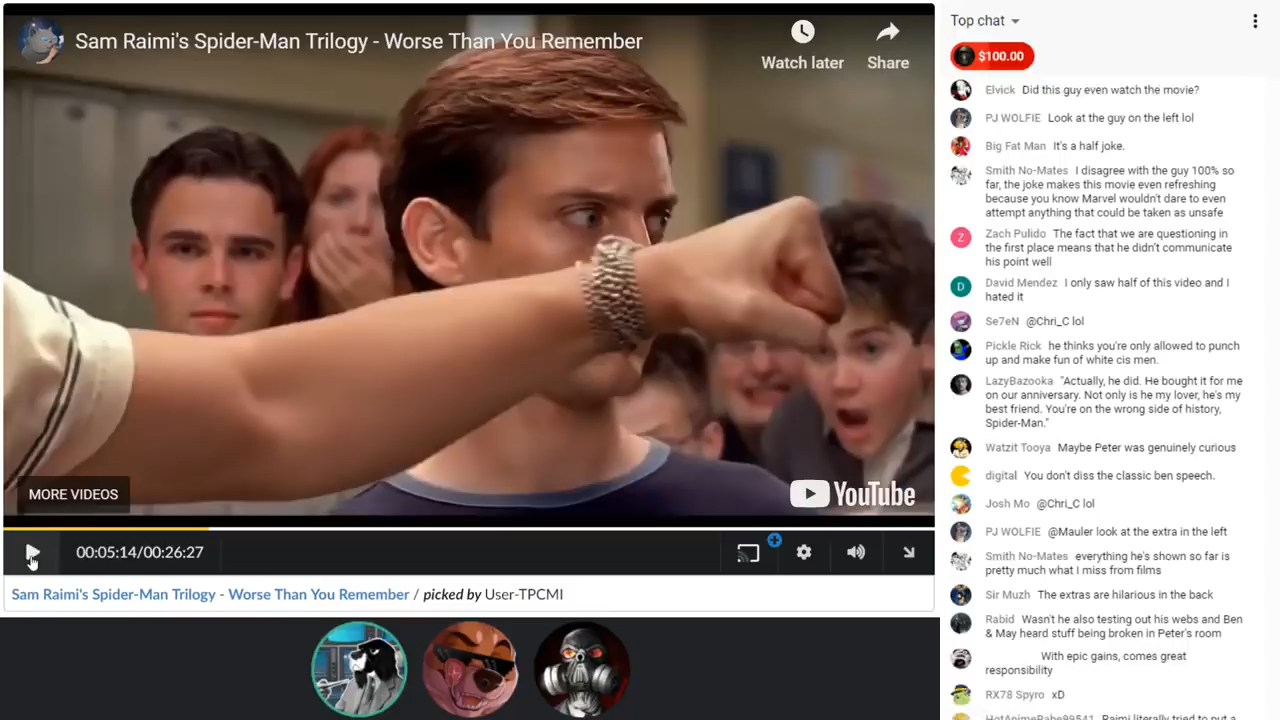 Sam Raimi's Spider-Man Trilogy - Worse Than You Remember
Watch later
Share
MORE VIDEOS
YouTube
00:05:14/00:26:27
Sam Raimi's Spider-Man Trilogy - Worse Than You Remember / picked by User-TPCMI
Top chat
$100.00
Elvick Did this guy even watch the movie?
PJ WOLFIE Look at the guy on the left lol
Big Fat Man It's a half joke.
Smith No-Mates I disagree with the guy 100% so
far, the joke makes this movie even refreshing
because you know Marvel wouldn't dare to even
attempt anything that could be taken as unsafe
Z
Zach Pulido The fact that we are questioning in
the first place means that he didn't communicate
his point well
D
David Mendez I only saw half of this video and I
hated it
Se7eN @Chri_C lol
Pickle Rick he thinks you're only allowed to punch
up and make fun of white cis men.
LazyBazooka "Actually, he did. He bought it for me
on our anniversary. Not only is he my lover, he's my
best friend. You're on the wrong side of history,
Spider-Man."
Watzit Tooya Maybe Peter was genuinely curious
digital You don't diss the classic ben speech.
Josh Mo @Chri_C lol
PJ WOLFIE @Mauler look at the extra in the left
Smith No-Mates everything he's shown so far is
pretty much what I miss from films
Sir Muzh The extras are hilarious in the back
Rabid Wasn't he also testing out his webs and Ben
& May heard stuff being broken in Peter's room
With epic gains, comes great
responsibility
RX78 Spyro xD
HotAnimeBabe99541 Raimi literally tried to put a